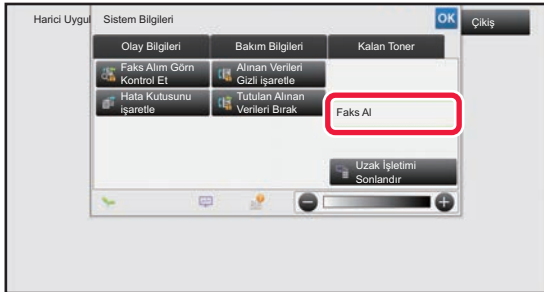 Harici Uygul
Sistem Bilgileri
OK
Çikiş
Olay Bilgileri
Bakım Bilgileri
Kalan Toner
Faks Alım Görn
Kontrol Et
Alınan Verileri
Gizli işaretle
Hata Kutusunu
işaretle
Tutulan Alınan
Verileri Bırak
Faks Al
Uzak İşletimi
Sonlandır